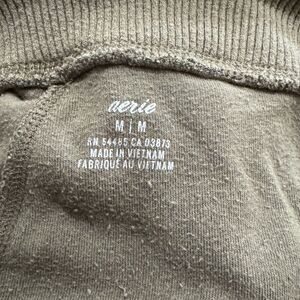 aerie
M | M
RN 54485 CA 03873
MADE IN VIETNAM
FABRIQUÉ AU VIETNAM